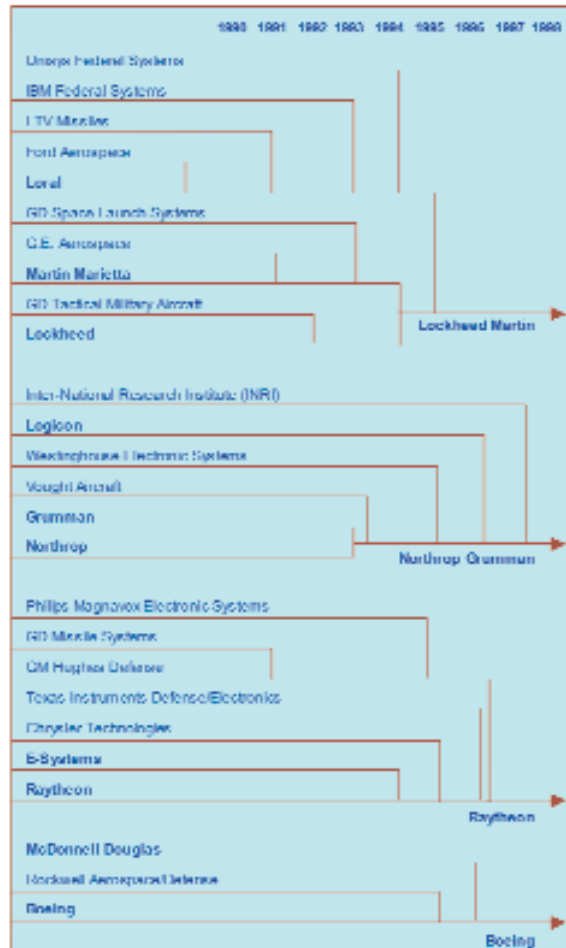 1990 1991 1992 1993 1994 1995 1996 1997 1998
Unisys Federal Systems
IBM Federal Systems
LTV Missiles
Ford Aerospace
Loral
GD Space Launch Systems
G.E. Aerospace
Martin Marietta
GD Tactical Military Aircraft
Lockheed
Lockheed Martin
Inter-National Research Institute (INRI)
Logicon
Westinghouse Electronic Systems
Vought Aircraft
Grumman
Northrop
Northrop Grumman
Philips Magnavox Electronic Systems
GD Missile Systems
GM Hughes Defense
Texas Instruments Defense/Electronics
Chrysler Technologies
E-Systems
Raytheon
Raytheon
McDonnell Douglas
Rockwell Aerospace/Defense
Boeing
Boeing